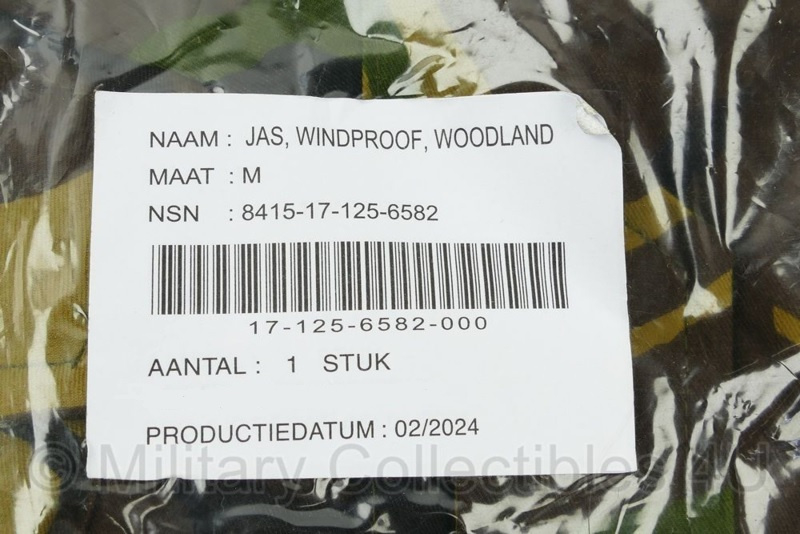 NAAM : JAS, WINDPROOF, WOODLAND
MAAT : M
NSN : 8415-17-125-6582
17-125-6582-000
AANTAL : 1 STUK
PRODUCTIEDATUM : 02/2024
© Military Collectibles 4U